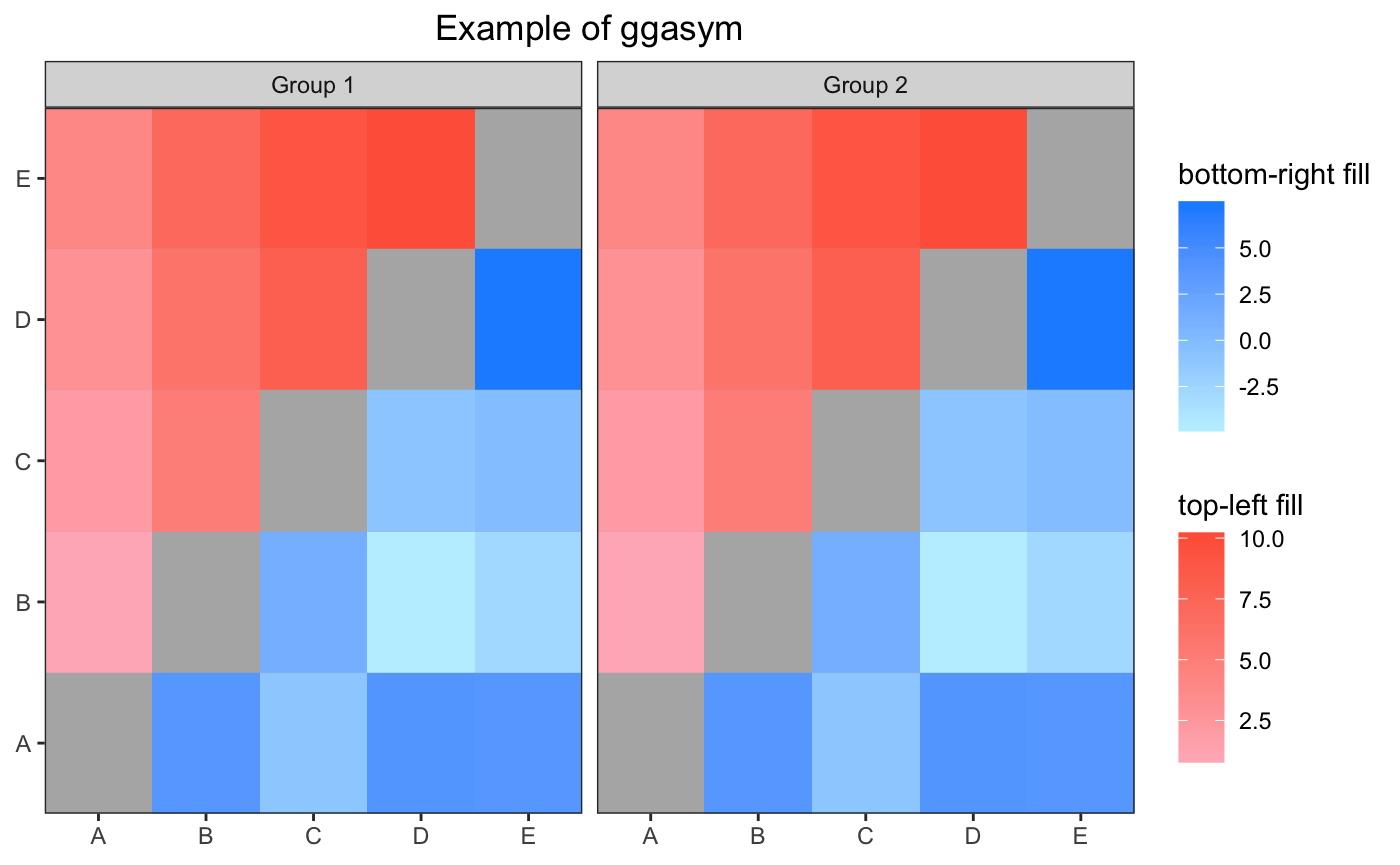 Example of ggasym
Group 1
Group 2
E
D
C
B
A
A B C D E
A B C D E
bottom-right fill
5.0
2.5
0.0
-2.5
top-left fill
10.0
7.5
5.0
2.5